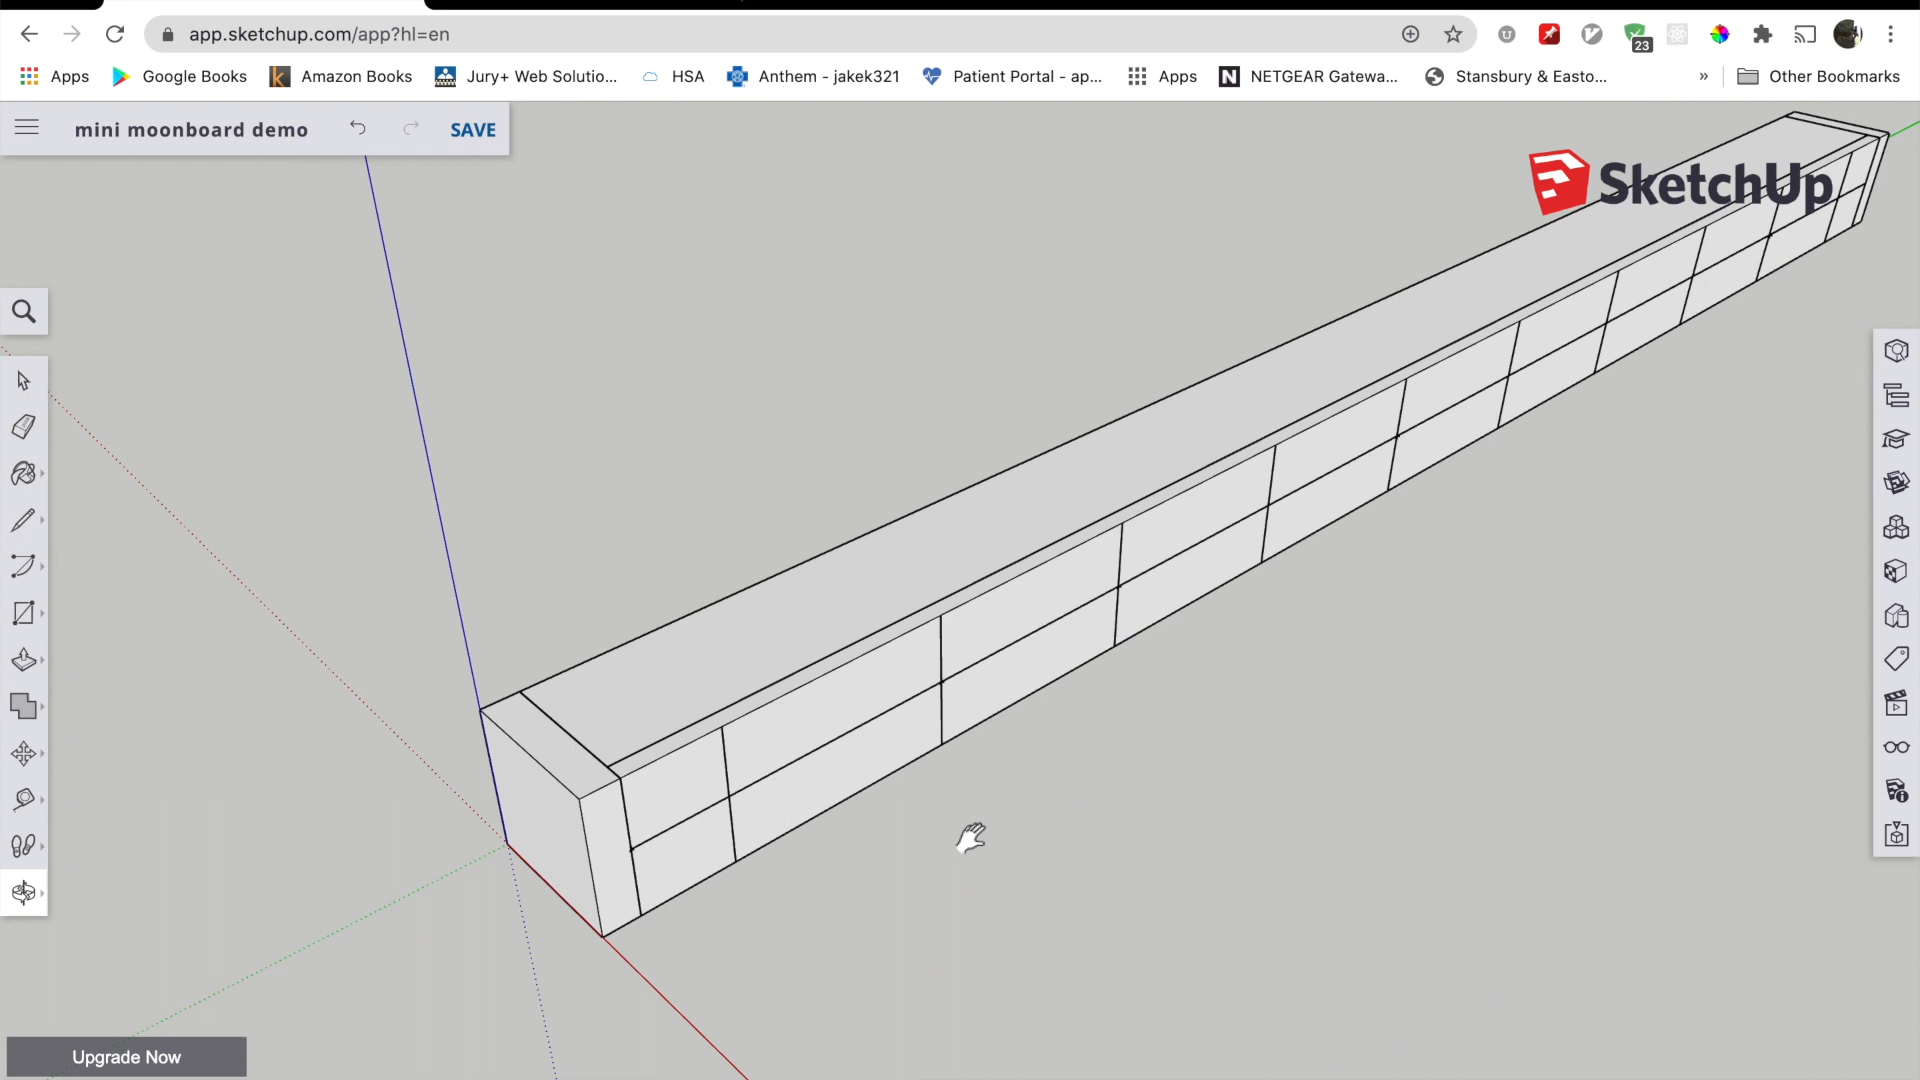 app.sketchup.com/app?hl=en
23
Apps
Google Books
Amazon Books
Jury+ Web Solutio...
HSA
Anthem - jakek321
Patient Portal - ap...
Apps
NETGEAR Gatewa...
Stansbury & Easto...
»
Other Bookmarks
mini moonboard demo
SAVE
SketchUp
Upgrade Now